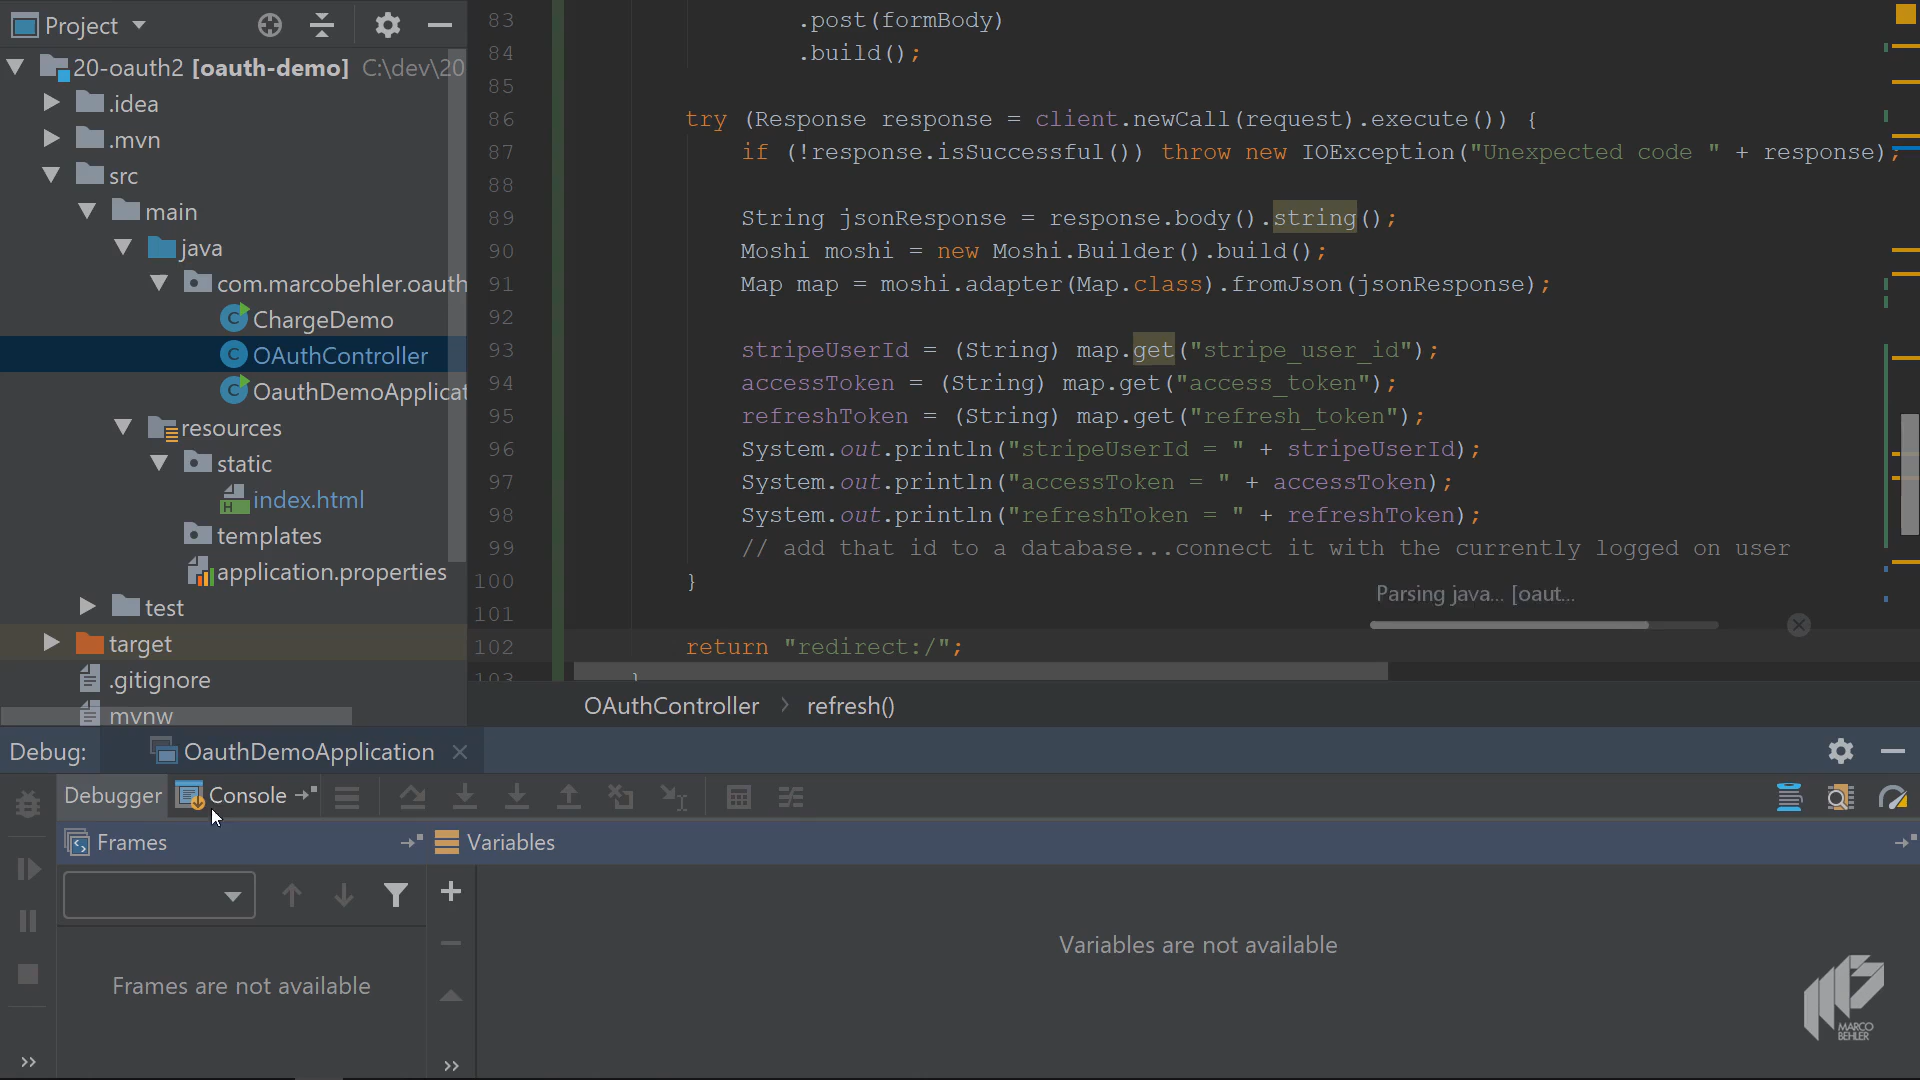 Project
20-oauth2 [oauth-demo] C:\dev\20
.idea
.mvn
src
main
java
com.marcobehler.oauth
ChargeDemo
OAuthController
OauthDemoApplicat
resources
static
index.html
templates
application.properties
test
target
.gitignore
mvnw
83 .post(formBody)
84 .build();
85
86 try (Response response = client.newCall(request).execute()) {
87 if (!response.isSuccessful()) throw new IOException("Unexpected code " + response);
88
89 String jsonResponse = response.body().string();
90 Moshi moshi = new Moshi.Builder().build();
91 Map map = moshi.adapter(Map.class).fromJson(jsonResponse);
92
93 stripeUserId = (String) map.get("stripe_user_id");
94 accessToken = (String) map.get("access_token");
95 refreshToken = (String) map.get("refresh_token");
96 System.out.println("stripeUserId = " + stripeUserId);
97 System.out.println("accessToken = " + accessToken);
98 System.out.println("refreshToken = " + refreshToken);
99 // add that id to a database...connect it with the currently logged on user
100 }
101
102 return "redirect:/";
103 }
Parsing java... [oaut...
OAuthController › refresh()
Debug: OauthDemoApplication
Debugger Console
Frames Variables
Frames are not available
Variables are not available
MARCO
BEHLER